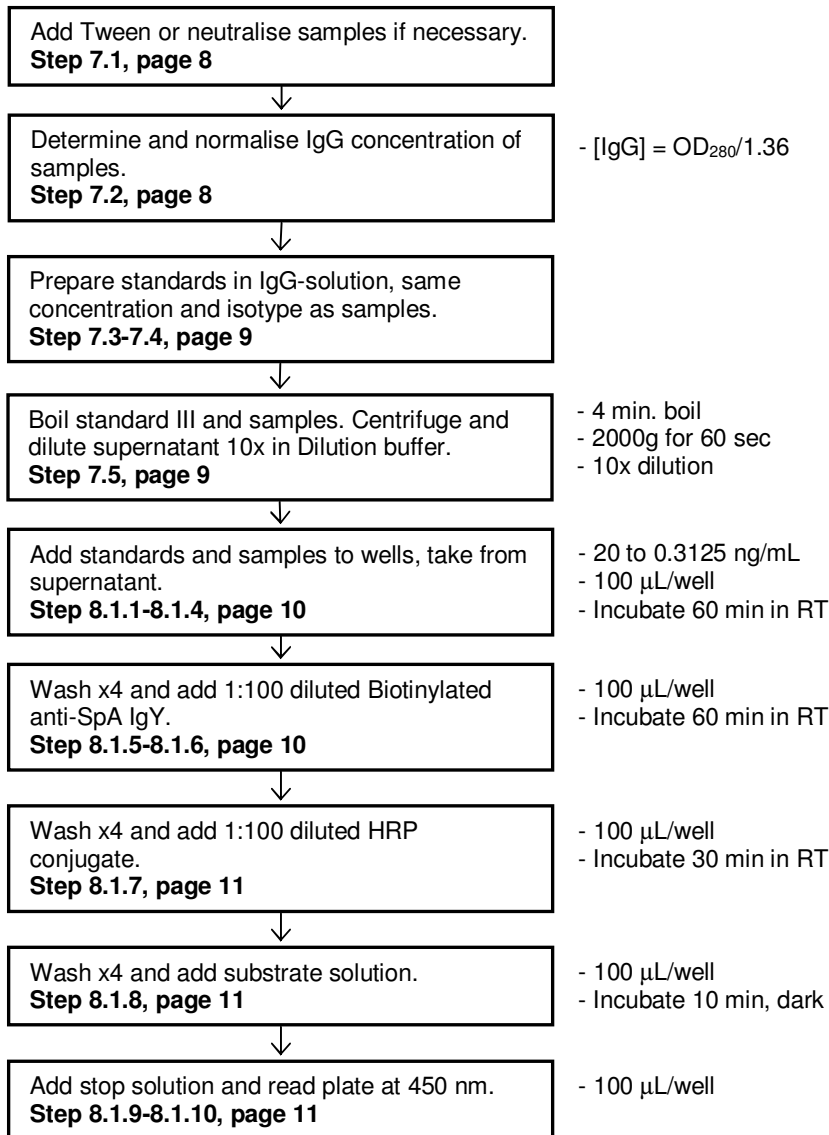 Add Tween or neutralise samples if necessary.
Step 7.1, page 8
Determine and normalise IgG concentration of
samples.
Step 7.2, page 8
- [IgG] = OD₂₈₀/1.36
Prepare standards in IgG-solution, same
concentration and isotype as samples.
Step 7.3-7.4, page 9
Boil standard III and samples. Centrifuge and
dilute supernatant 10x in Dilution buffer.
Step 7.5, page 9
- 4 min. boil
- 2000g for 60 sec
- 10x dilution
Add standards and samples to wells, take from
supernatant.
Step 8.1.1-8.1.4, page 10
- 20 to 0.3125 ng/mL
- 100 µL/well
- Incubate 60 min in RT
Wash x4 and add 1:100 diluted Biotinylated
anti-SpA IgY.
Step 8.1.5-8.1.6, page 10
- 100 µL/well
- Incubate 60 min in RT
Wash x4 and add 1:100 diluted HRP
conjugate.
Step 8.1.7, page 11
- 100 µL/well
- Incubate 30 min in RT
Wash x4 and add substrate solution.
Step 8.1.8, page 11
- 100 µL/well
- Incubate 10 min, dark
Add stop solution and read plate at 450 nm.
Step 8.1.9-8.1.10, page 11
- 100 µL/well